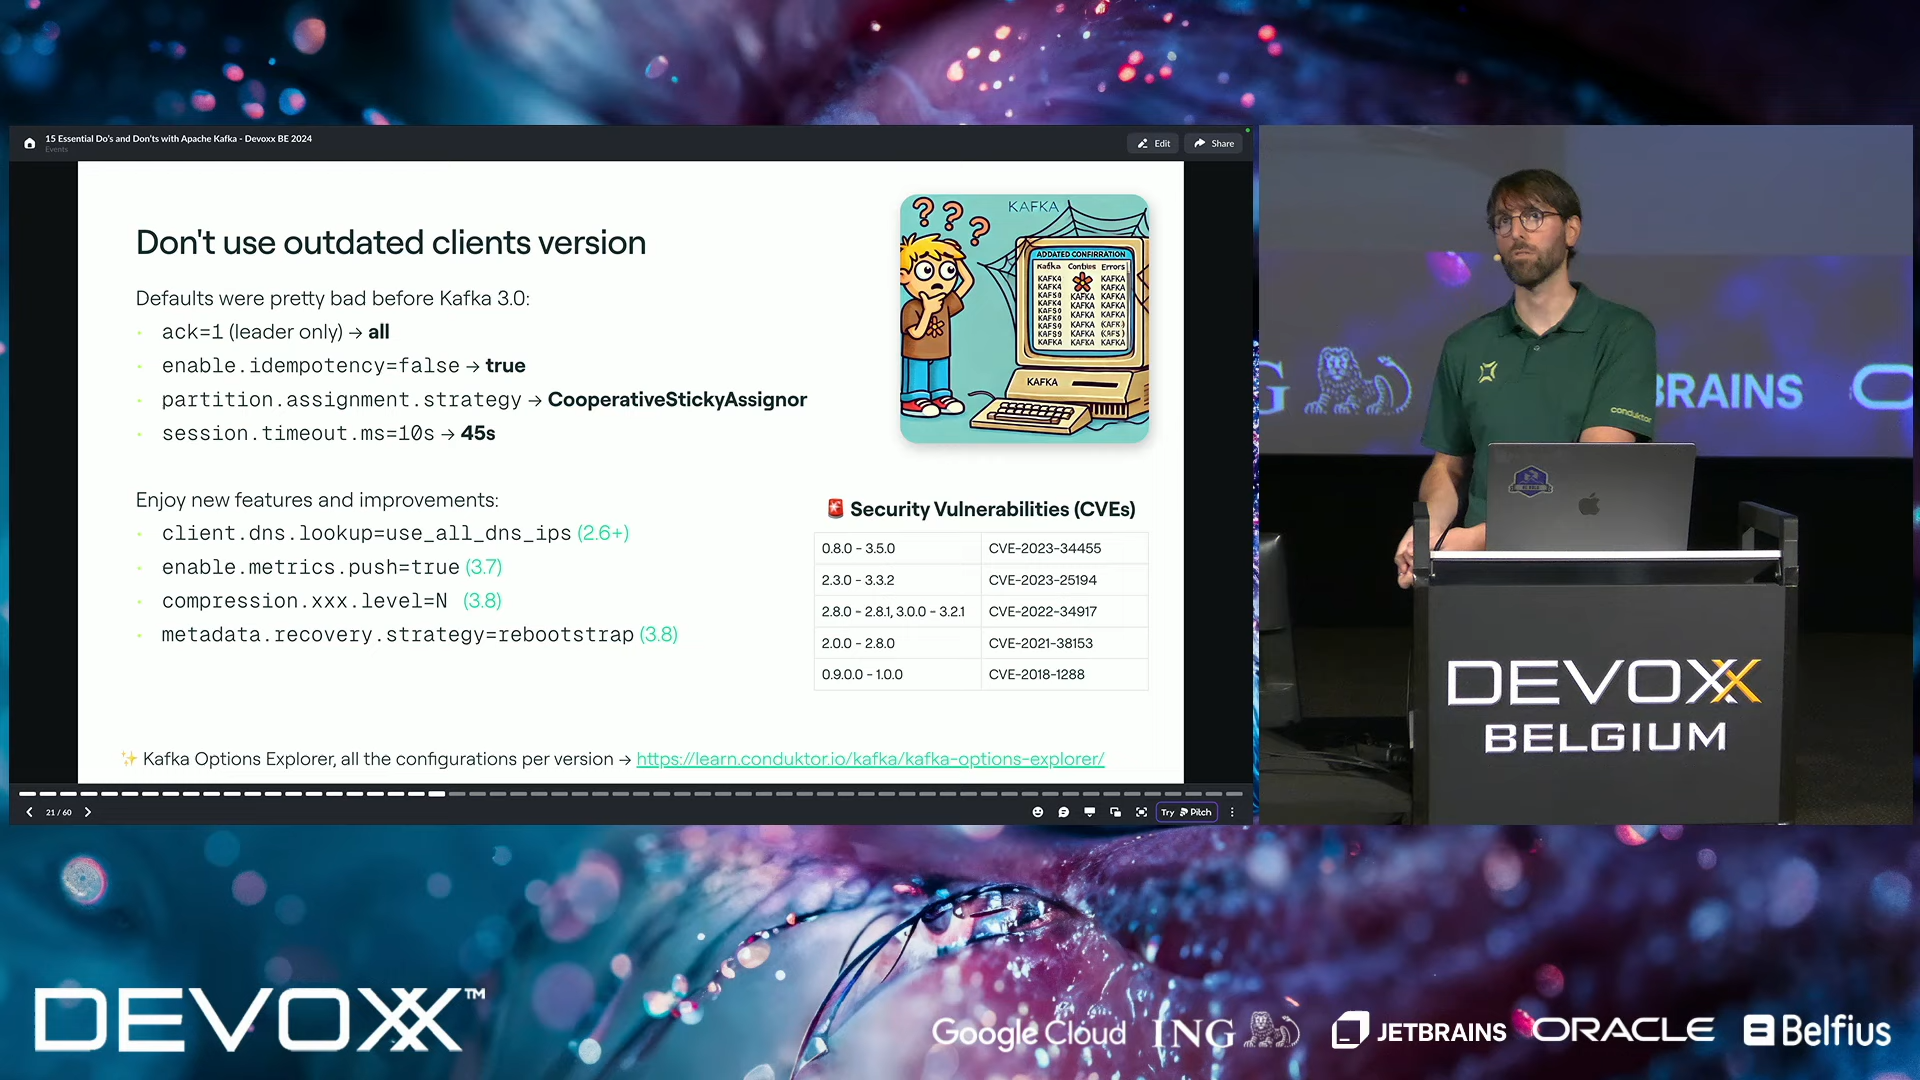 15 Essential Do's and Don'ts with Apache Kafka - Devoxx BE 2024
Events
Edit
Share
Don't use outdated clients version
Defaults were pretty bad before Kafka 3.0:
ack=1 (leader only) → all
enable.idempotency=false → true
partition.assignment.strategy → CooperativeStickyAssignor
session.timeout.ms=10s → 45s
Enjoy new features and improvements:
client.dns.lookup=use_all_dns_ips (2.6+)
enable.metrics.push=true (3.7)
compression.xxx.level=N (3.8)
metadata.recovery.strategy=rebootstrap (3.8)
???
KAFKA
ADDATED CONFIRRATION
Kafka Contbis Errors
KAFKA
🚨 Security Vulnerabilities (CVEs)
0.8.0 - 3.5.0 CVE-2023-34455
2.3.0 - 3.3.2 CVE-2023-25194
2.8.0 - 2.8.1, 3.0.0 - 3.2.1 CVE-2022-34917
2.0.0 - 2.8.0 CVE-2021-38153
0.9.0.0 - 1.0.0 CVE-2018-1288
✨ Kafka Options Explorer, all the configurations per version → https://learn.conduktor.io/kafka/kafka-options-explorer/
21 / 60
Try Pitch
G
BRAINS
conduktor
DEVOXX
BELGIUM
DEVOXX™
Google Cloud
ING
JETBRAINS
ORACLE
Belfius